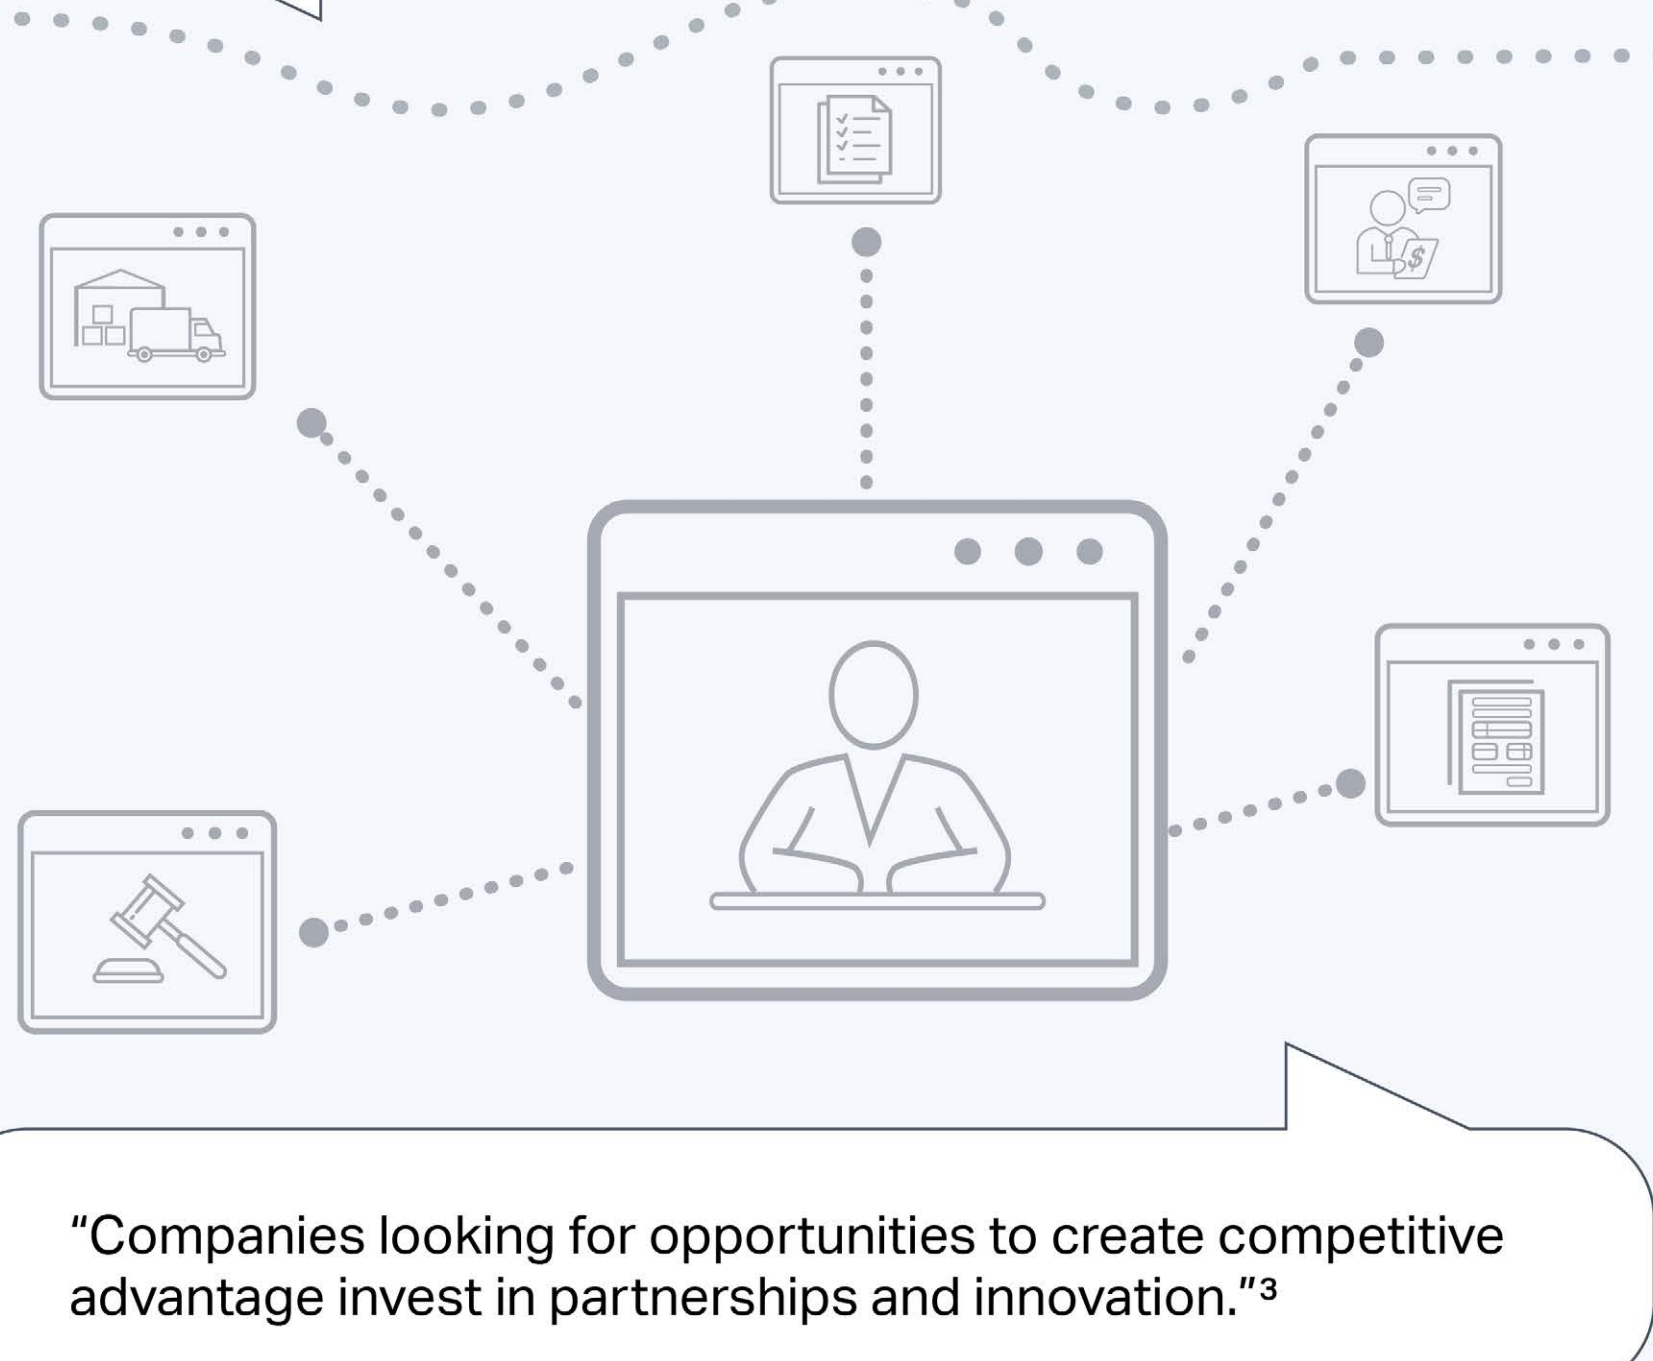 $
“Companies looking for opportunities to create competitive
advantage invest in partnerships and innovation.”³